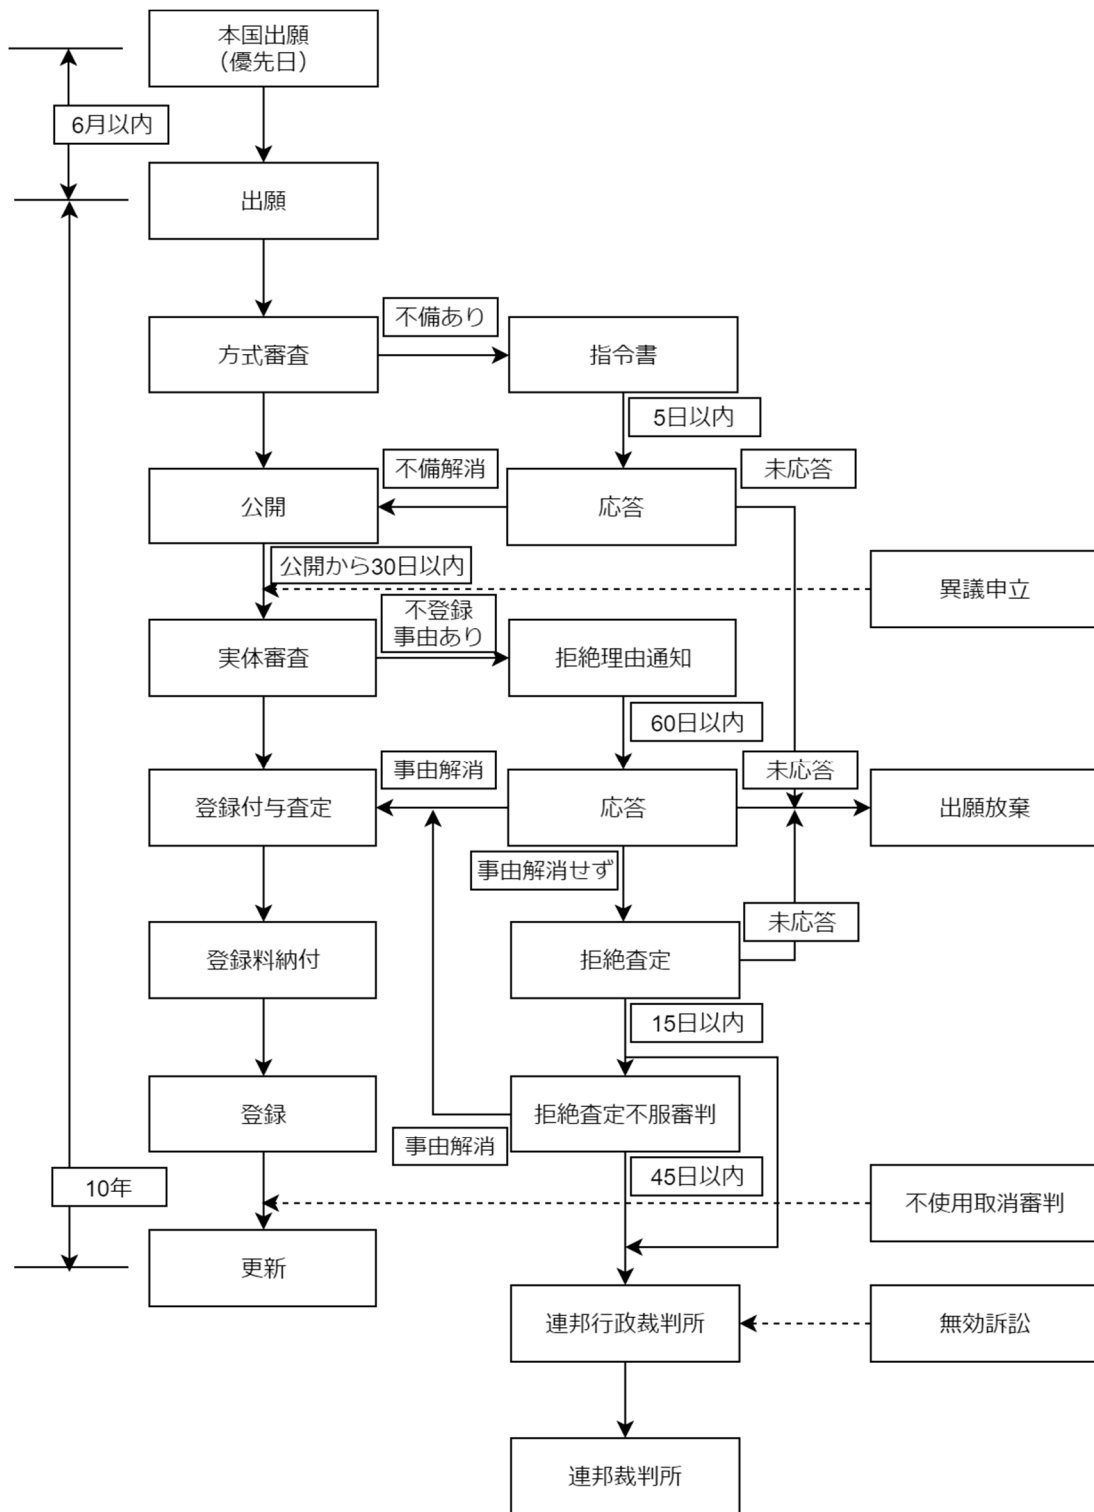 本国出願
（優先日）
6月以内
出願
不備あり
方式審査
指令書
5日以内
不備解消
未応答
公開
応答
公開から30日以内
異議申立
不登録
事由あり
実体審査
拒絶理由通知
60日以内
事由解消
未応答
登録付与査定
応答
出願放棄
事由解消せず
未応答
登録料納付
拒絶査定
15日以内
登録
拒絶査定不服審判
事由解消
45日以内
10年
不使用取消審判
更新
連邦行政裁判所
無効訴訟
連邦裁判所